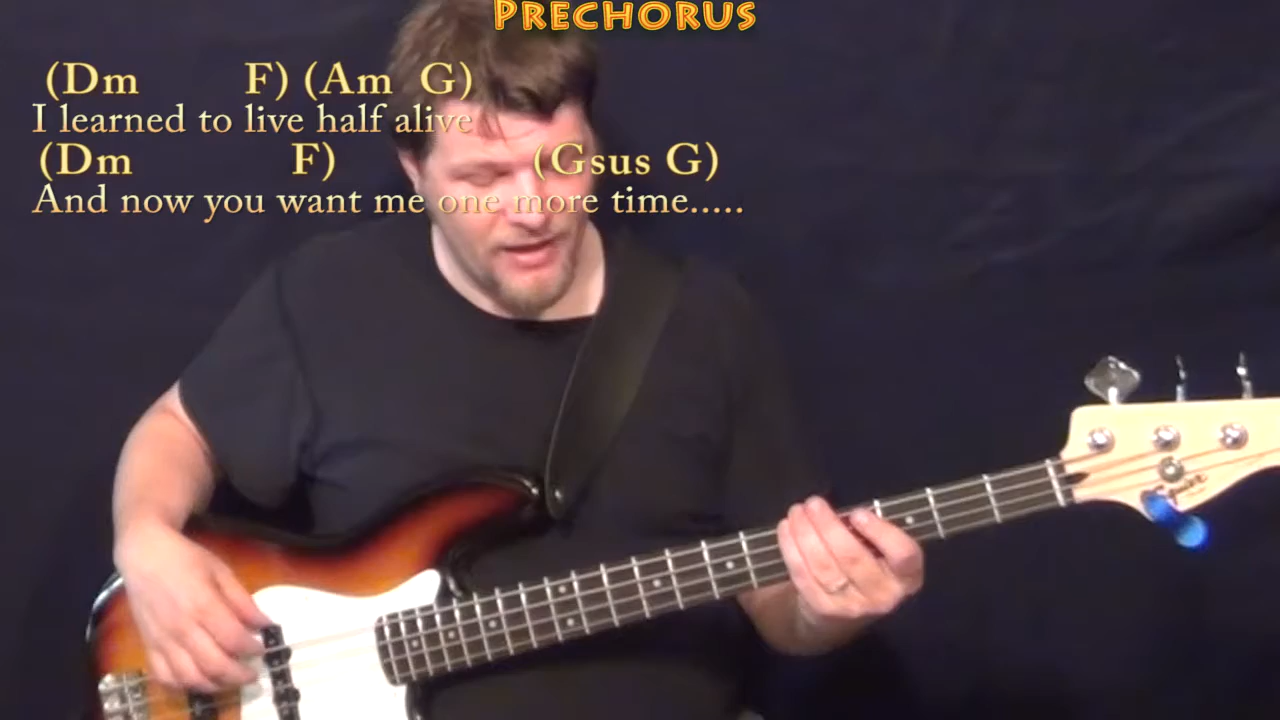 PRECHORUS
(Dm F) (Am G)
I learned to live half alive
(Dm F) (Gsus G)
And now you want me one more time.....